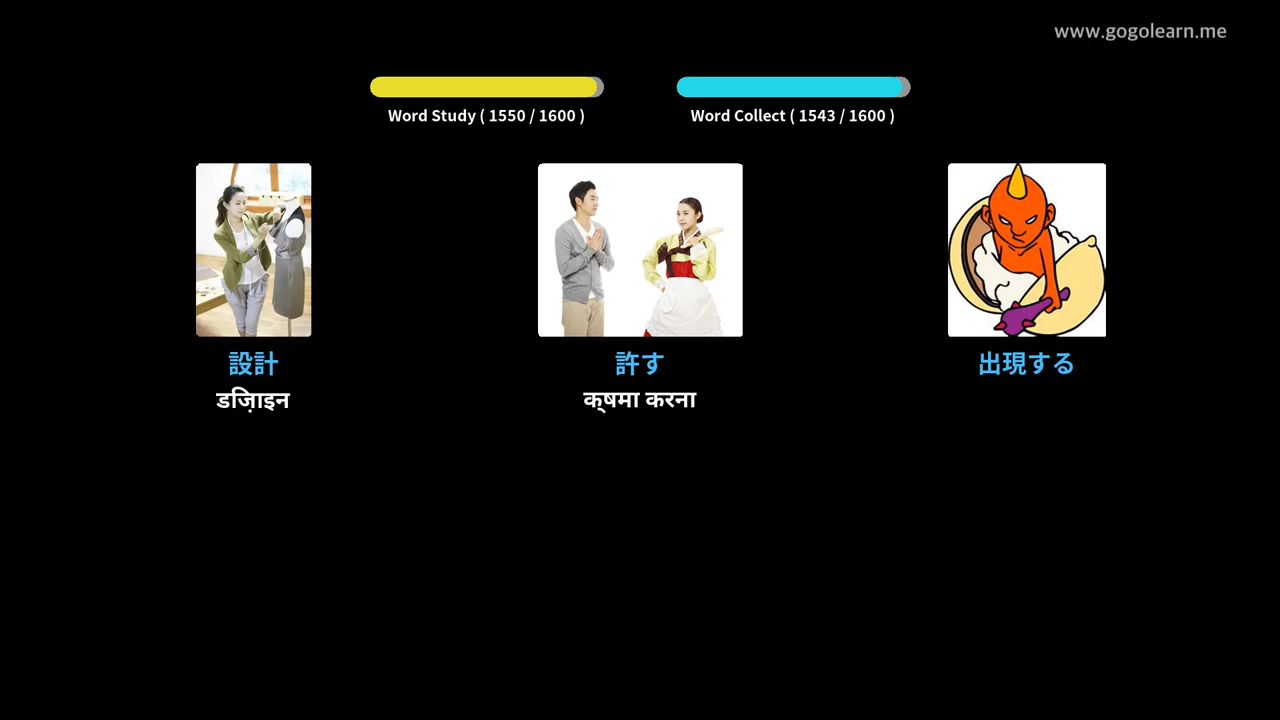 www.gogolearn.me
Word Study ( 1550 / 1600 )
Word Collect ( 1543 / 1600 )
設計
許す
出現する
डिज़ाइन
क्षमा करना